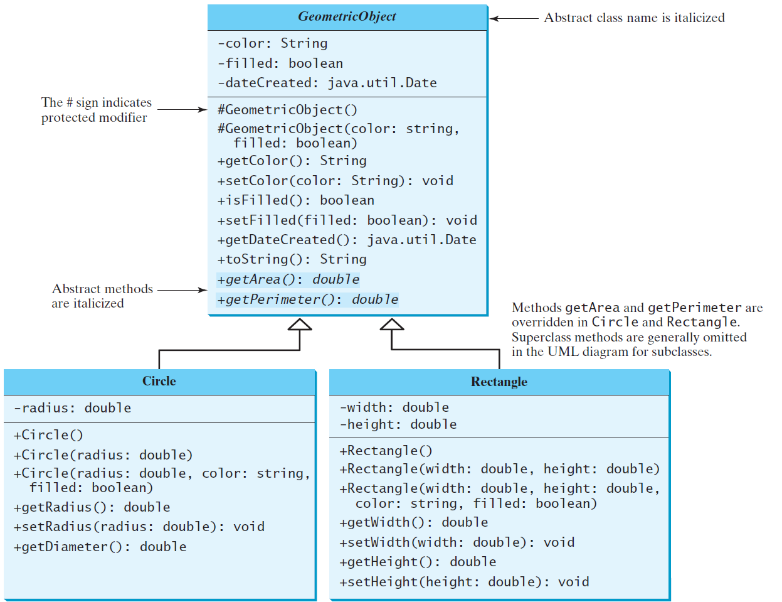 GeometricObject
Abstract class name is italicized
-color: String
-filled: boolean
-dateCreated: java.util.Date
The # sign indicates
protected modifier
#GeometricObject()
#GeometricObject(color: string,
filled: boolean)
+getColor(): String
+setColor(color: String): void
+isFilled(): boolean
+setFilled(filled: boolean): void
+getDateCreated(): java.util.Date
+toString(): String
+getArea(): double
+getPerimeter(): double
Abstract methods
are italicized
Methods getArea and getPerimeter are
overridden in Circle and Rectangle.
Superclass methods are generally omitted
in the UML diagram for subclasses.
Circle
-radius: double
+Circle()
+Circle(radius: double)
+Circle(radius: double, color: string,
filled: boolean)
+getRadius(): double
+setRadius(radius: double): void
+getDiameter(): double
Rectangle
-width: double
-height: double
+Rectangle()
+Rectangle(width: double, height: double)
+Rectangle(width: double, height: double,
color: string, filled: boolean)
+getWidth(): double
+setWidth(width: double): void
+getHeight(): double
+setHeight(height: double): void